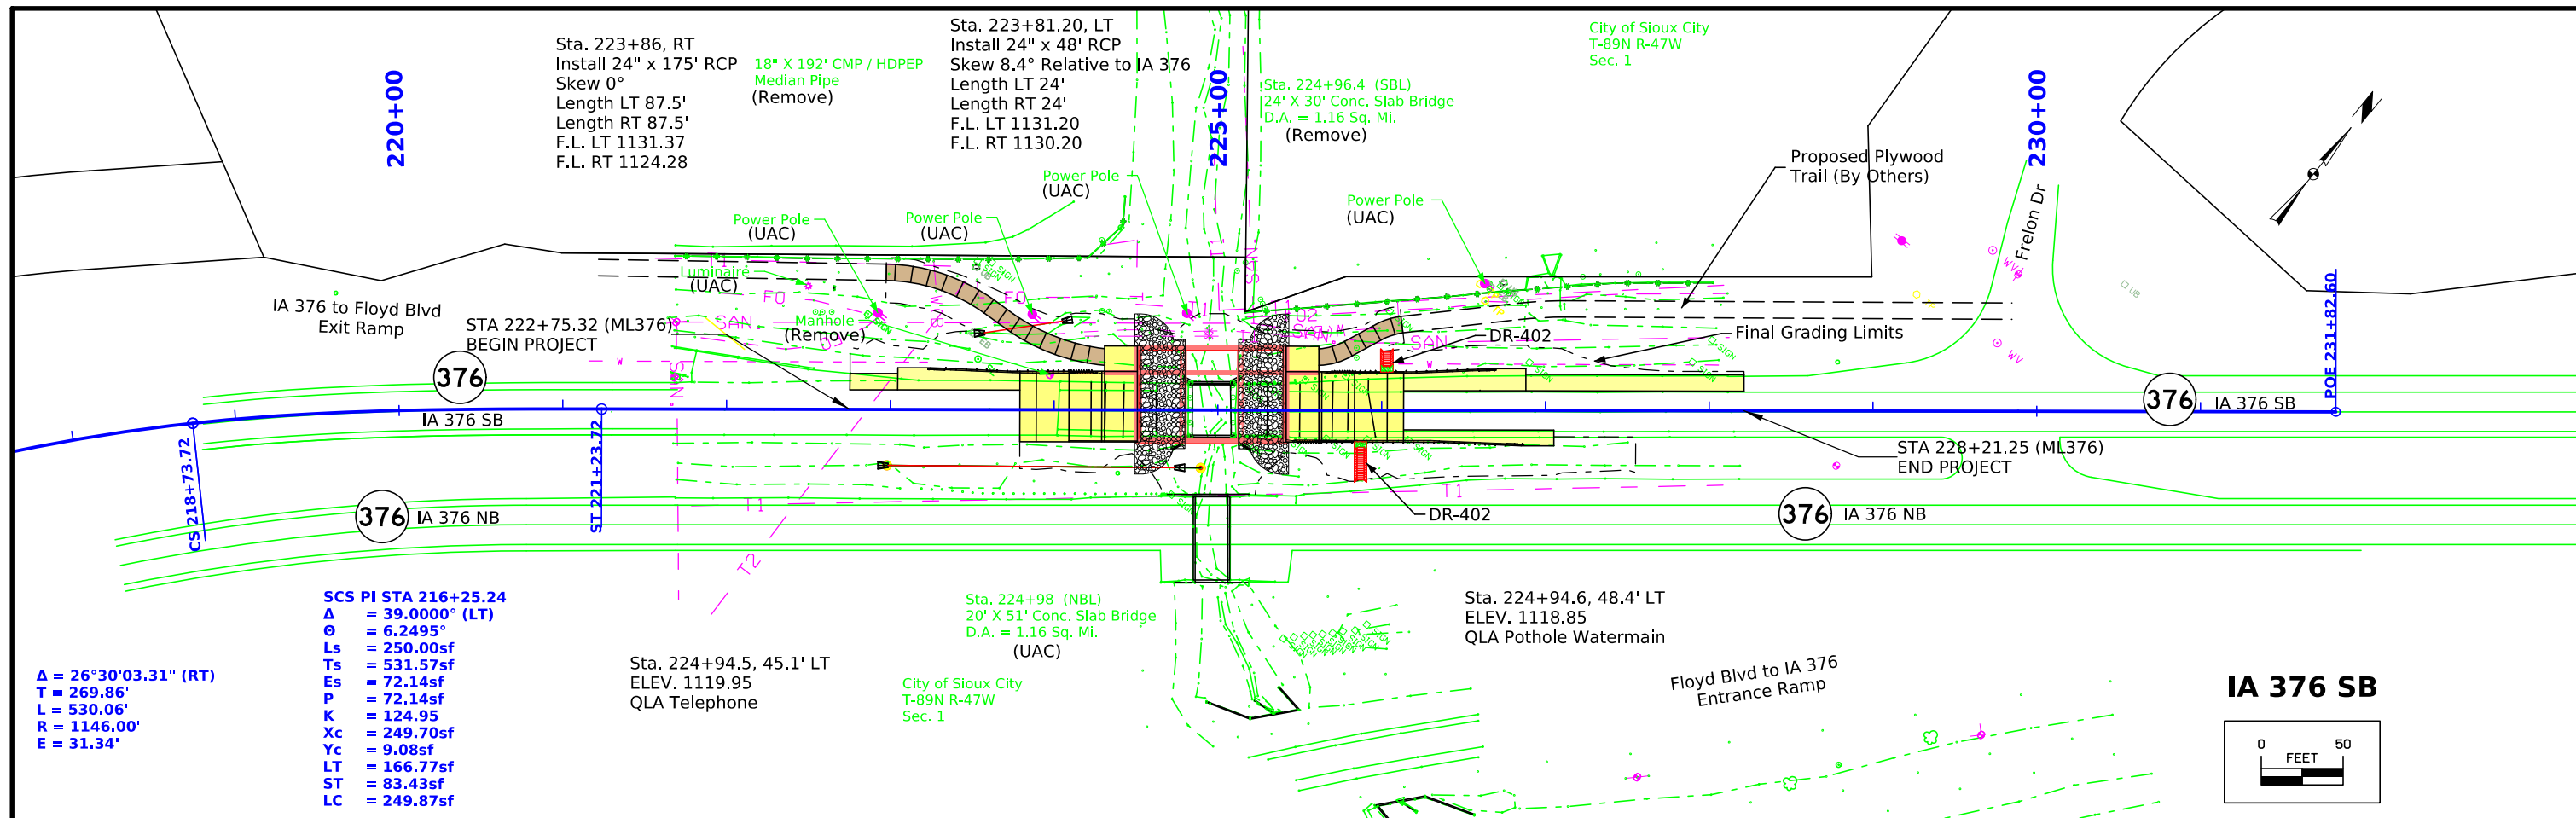 Sta. 223+86, RT
Install 24" x 175' RCP
Skew 0°
Length LT 87.5'
Length RT 87.5'
F.L. LT 1131.37
F.L. RT 1124.28
18" X 192' CMP / HDPEP
Median Pipe
(Remove)
Sta. 223+81.20, LT
Install 24" x 48' RCP
Skew 8.4° Relative to IA 376
Length LT 24'
Length RT 24'
F.L. LT 1131.20
F.L. RT 1130.20
Sta. 224+96.4 (SBL)
24' X 30' Conc. Slab Bridge
D.A. = 1.16 Sq. Mi.
(Remove)
City of Sioux City
T-89N R-47W
Sec. 1
220+00
225+00
230+00
Proposed Plywood
Trail (By Others)
Frelon Dr
Power Pole
(UAC)
Power Pole
(UAC)
Power Pole
(UAC)
Power Pole
(UAC)
Luminaire
(UAC)
Manhole
(Remove)
IA 376 to Floyd Blvd
Exit Ramp
STA 222+75.32 (ML376)
BEGIN PROJECT
376
IA 376 SB
DR-402
Final Grading Limits
POE 231+82.60
376
IA 376 SB
STA 228+21.25 (ML376)
END PROJECT
CS 218+73.72
ST 221+23.72
376
IA 376 NB
DR-402
376
IA 376 NB
FO
FO
SAN.
SAN.
SAN.
T1
T1
T2
W
W
WV
SIGN
UB
SCS PI STA 216+25.24
Δ = 39.0000° (LT)
Θ = 6.2495°
Ls = 250.00sf
Ts = 531.57sf
Es = 72.14sf
P = 72.14sf
K = 124.95
Xc = 249.70sf
Yc = 9.08sf
LT = 166.77sf
ST = 83.43sf
LC = 249.87sf
Δ = 26°30'03.31" (RT)
T = 269.86'
L = 530.06'
R = 1146.00'
E = 31.34'
Sta. 224+94.5, 45.1' LT
ELEV. 1119.95
QLA Telephone
Sta. 224+98 (NBL)
20' X 51' Conc. Slab Bridge
D.A. = 1.16 Sq. Mi.
(UAC)
City of Sioux City
T-89N R-47W
Sec. 1
Sta. 224+94.6, 48.4' LT
ELEV. 1118.85
QLA Pothole Watermain
Floyd Blvd to IA 376
Entrance Ramp
IA 376 SB
0 50
FEET